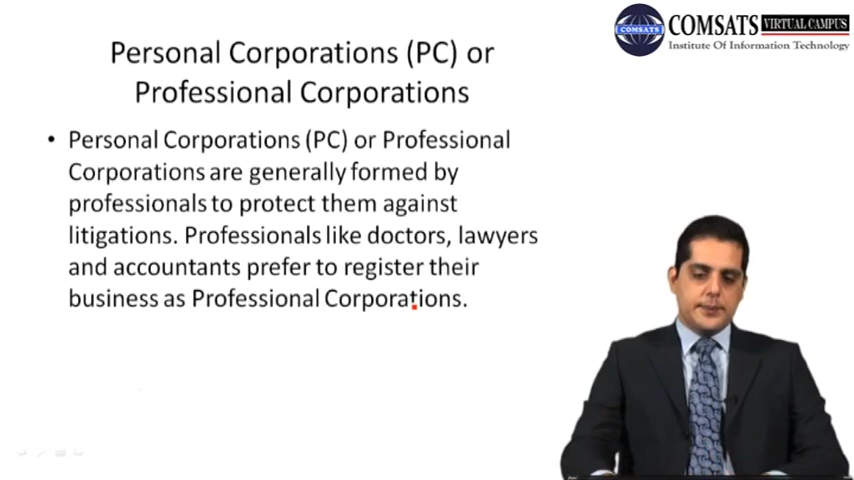 COMSATS VIRTUAL CAMPUS
COMSATS
Institute Of Information Technology
Personal Corporations (PC) or
Professional Corporations
• Personal Corporations (PC) or Professional
Corporations are generally formed by
professionals to protect them against
litigations. Professionals like doctors, lawyers
and accountants prefer to register their
business as Professional Corporations.